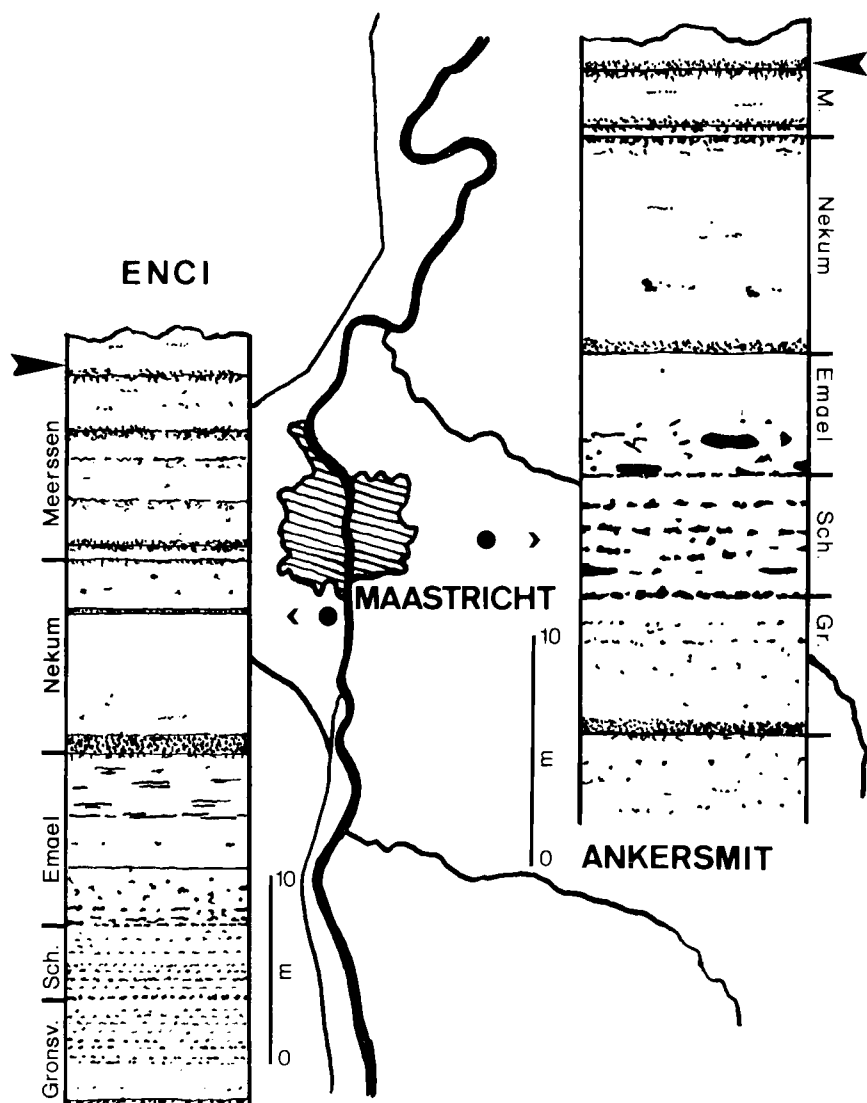 ENCI
Meerssen
Nekum
Emael
Sch.
Gronsv.
10
m
0
MAASTRICHT
M.
Nekum
Emael
Sch.
Gr.
10
m
0
ANKERSMIT